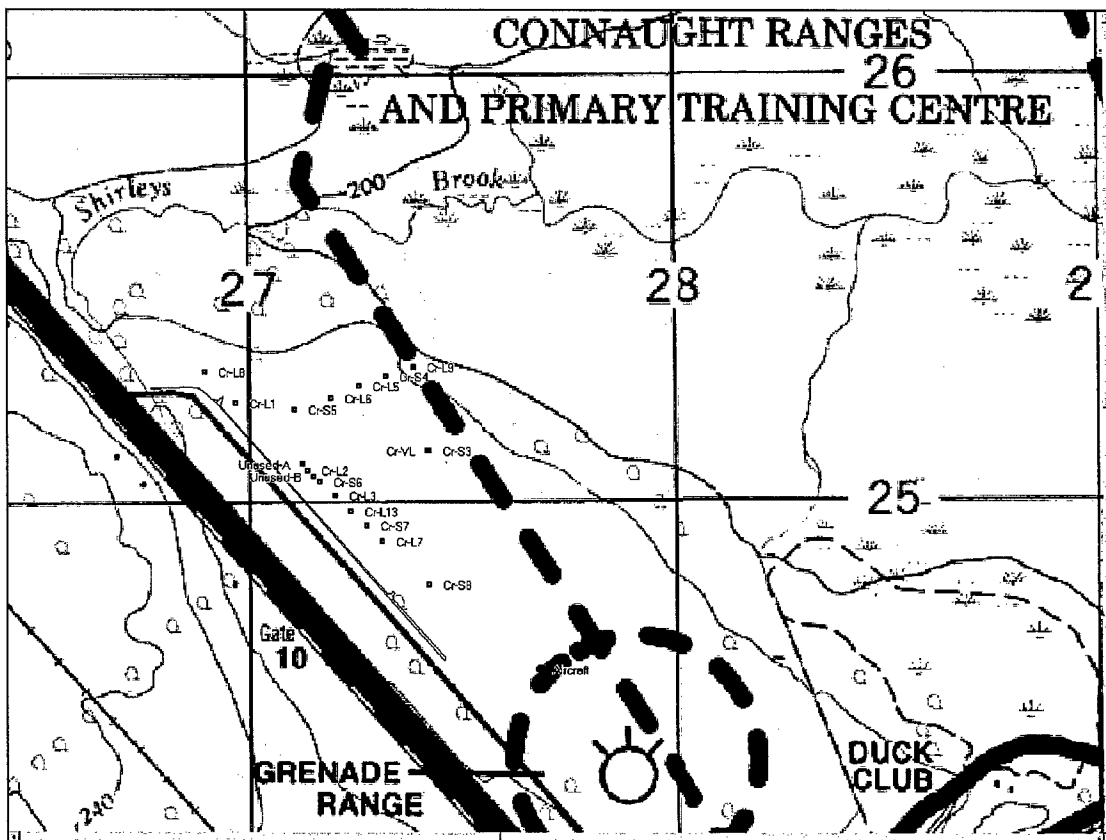 CONNAUGHT RANGES
26
AND PRIMARY TRAINING CENTRE
Shirleys
200
Brook
27
28
2
Cr-L8
Cr-L9
Cr-S4
Cr-L5
Cr-L6
Cr-L1
Cr-S5
Cr-VL
Cr-S3
Unused-A
Cr-L2
Unused-B
Cr-S6
Cr-L3
25
Cr-L13
Cr-S7
Cr-L7
Cr-S8
Gate
10
Aircraft
GRENADE
RANGE
DUCK
CLUB
240